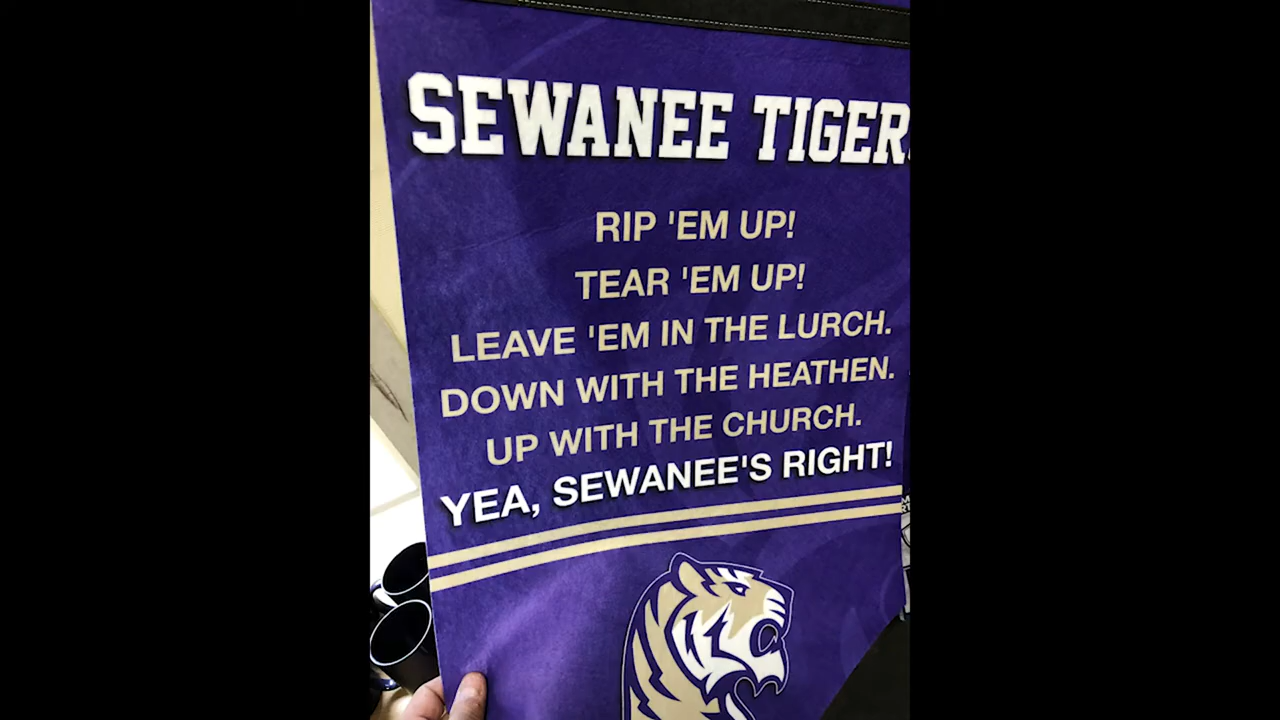 SEWANEE TIGER
RIP 'EM UP!
TEAR 'EM UP!
LEAVE 'EM IN THE LURCH.
DOWN WITH THE HEATHEN.
UP WITH THE CHURCH.
YEA, SEWANEE'S RIGHT!